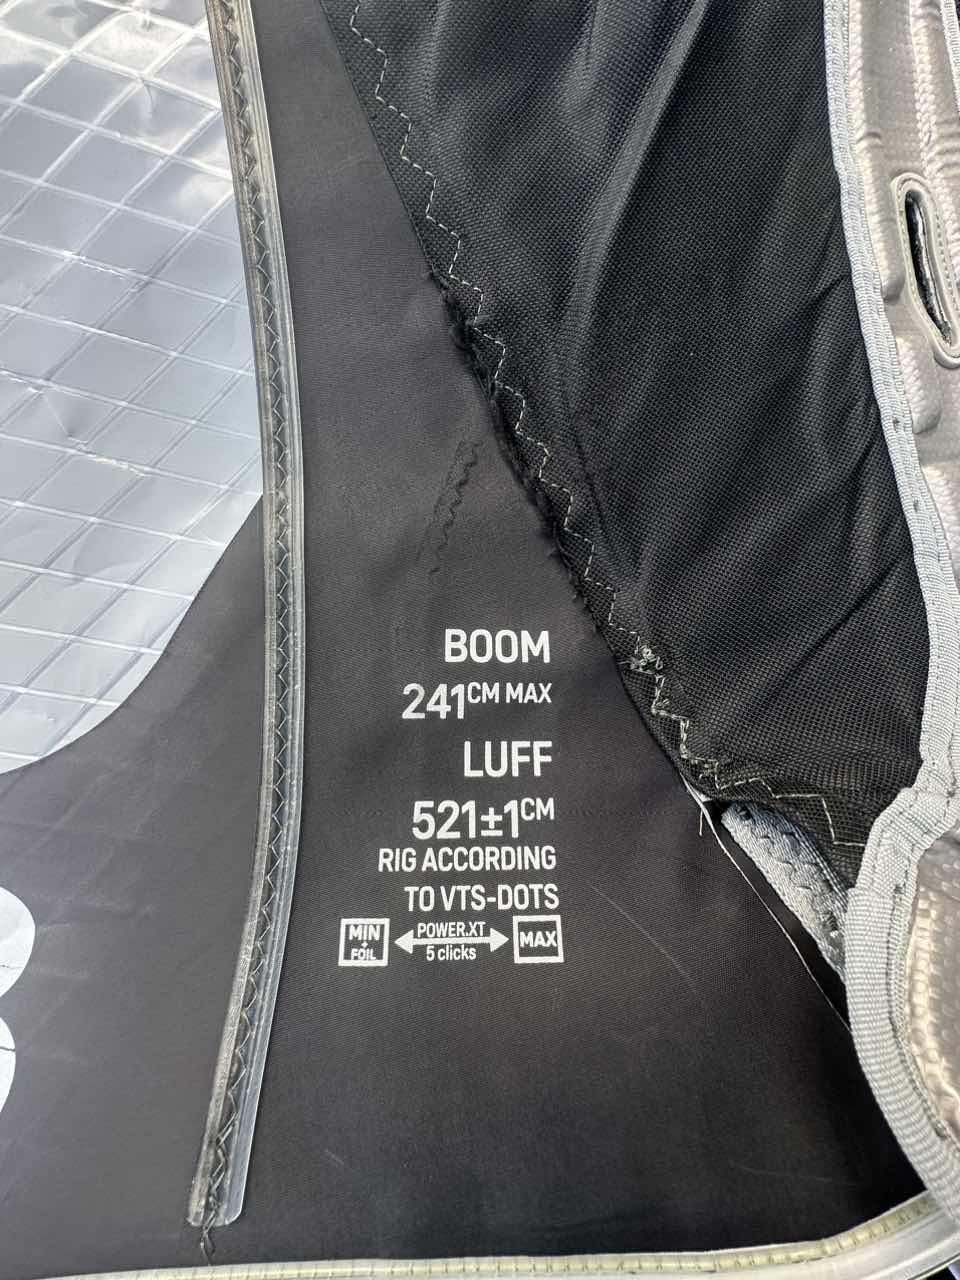 BOOM
241CM MAX
LUFF
521±1CM
RIG ACCORDING
TO VTS-DOTS
MIN + FOIL POWER.XT 5 clicks MAX